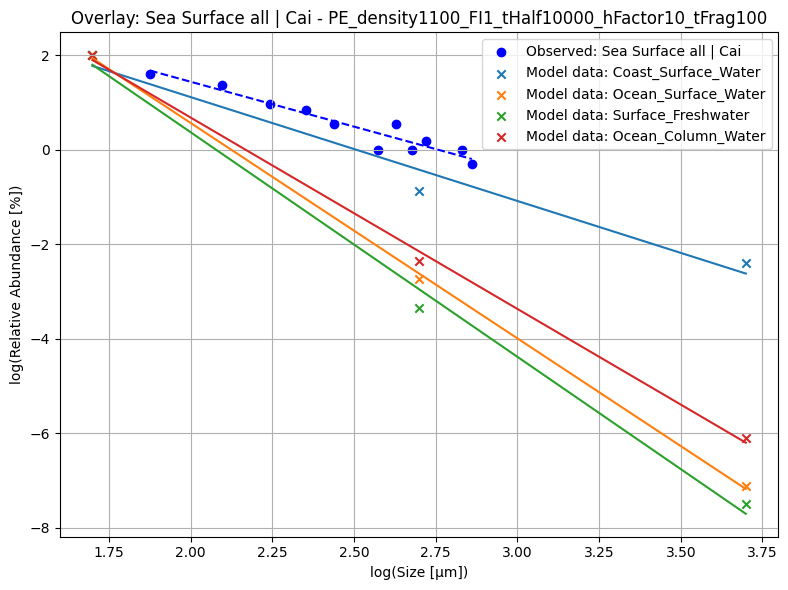 Overlay: Sea Surface all | Cai - PE_density1100_FI1_tHalf10000_hFactor10_tFrag100
Observed: Sea Surface all | Cai
Model data: Coast_Surface_Water
Model data: Ocean_Surface_Water
Model data: Surface_Freshwater
Model data: Ocean_Column_Water
log(Relative Abundance [%])
2
0
−2
−4
−6
−8
1.75
2.00
2.25
2.50
2.75
3.00
3.25
3.50
3.75
log(Size [μm])